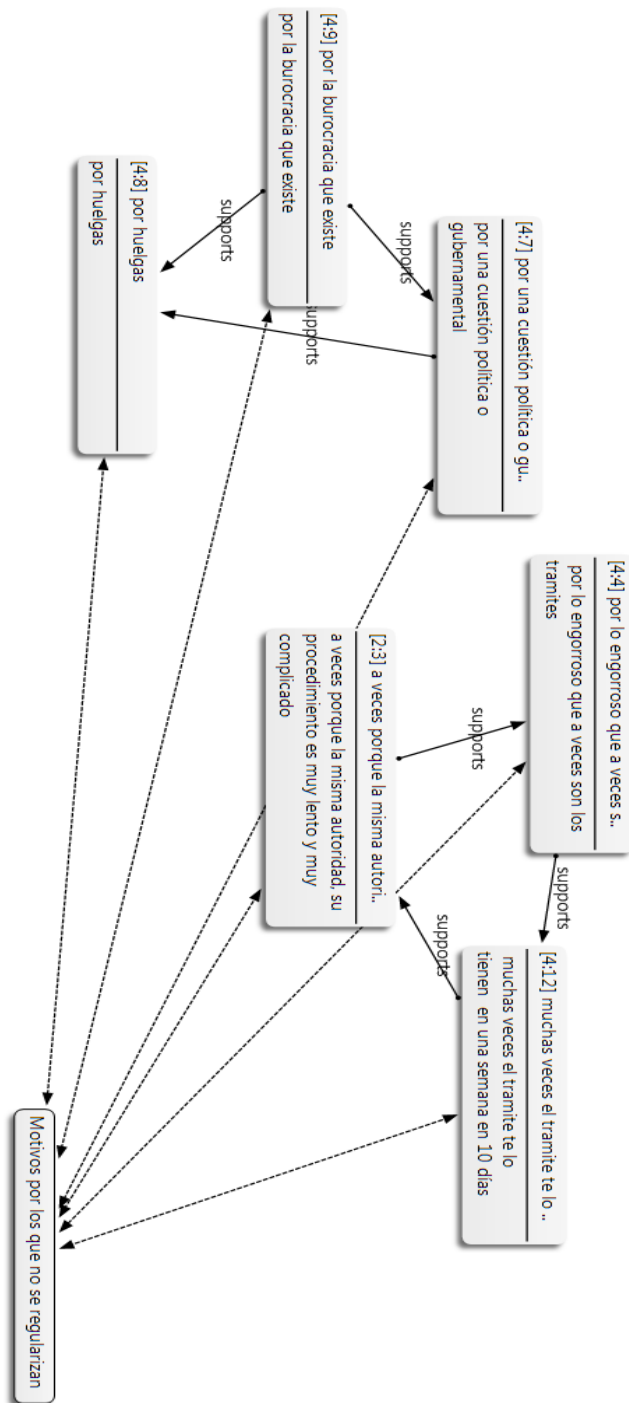 [4:4] por lo engorroso que a veces s..
por lo engorroso que a veces son los
tramites
supports
[4:12] muchas veces el tramite te lo ..
muchas veces el tramite te lo
tienen en una semana en 10 días
supports
[4:7] por una cuestión política o gu..
por una cuestión política o
gubernamental
supports
[2:3] a veces porque la misma autori..
a veces porque la misma autoridad, su
procedimiento es muy lento y muy
complicado
supports
[4:9] por la burocracia que existe
por la burocracia que existe
supports
supports
[4:8] por huelgas
por huelgas
Motivos por los que no se regularizan